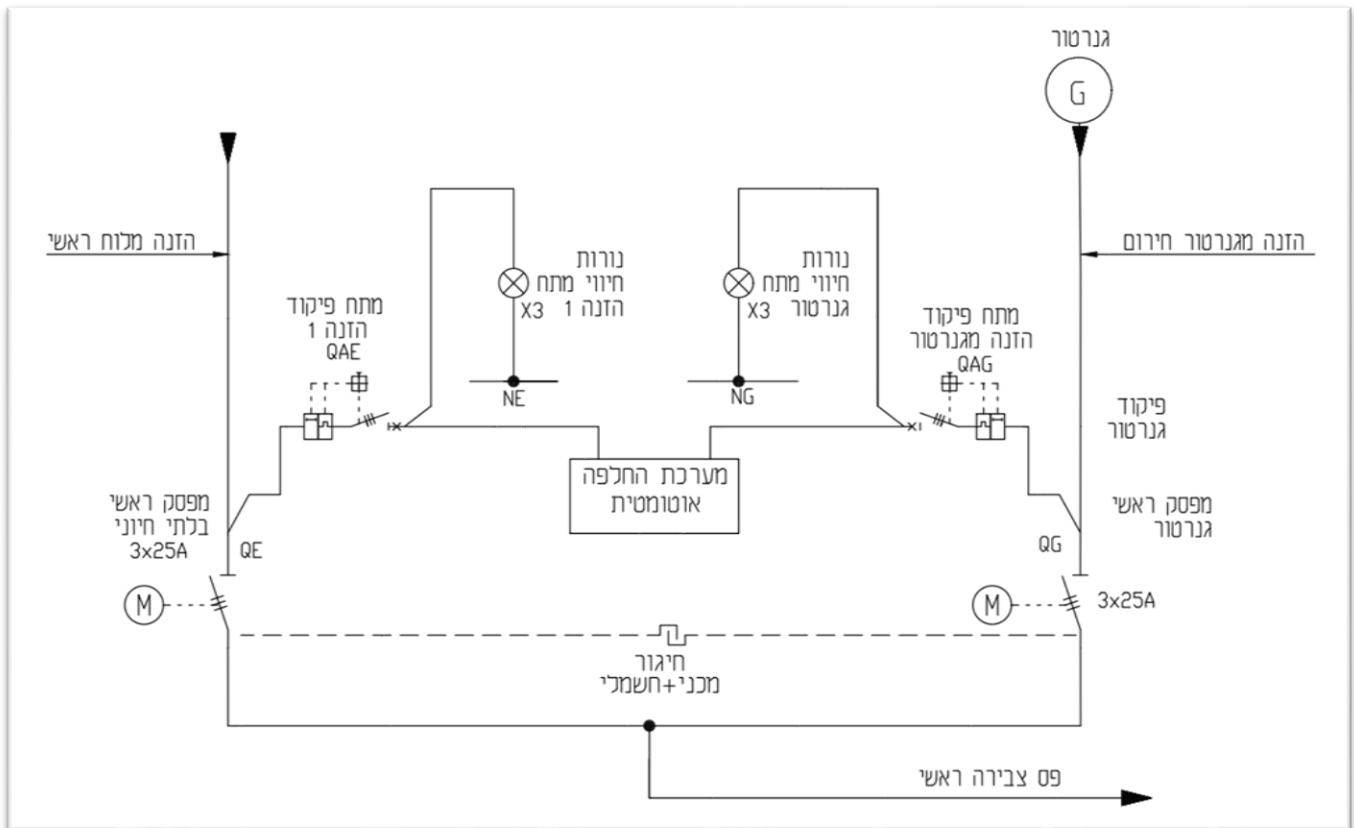 גנרטור
G
הזנה מלוח ראשי
הזנה מגנרטור חירום
נורות
חיווי מתח
הזנה 1
X3
נורות
חיווי מתח
גנרטור
X3
מתח פיקוד
הזנה 1
QAE
מתח פיקוד
הזנה מגנרטור
QAG
NE
NG
פיקוד
גנרטור
מערכת החלפה
אוטומטית
מפסק ראשי
בלתי חיוני
3x25A
QE
מפסק ראשי
גנרטור
QG
M
M
3x25A
חיגור
מכני+חשמלי
פס צבירה ראשי